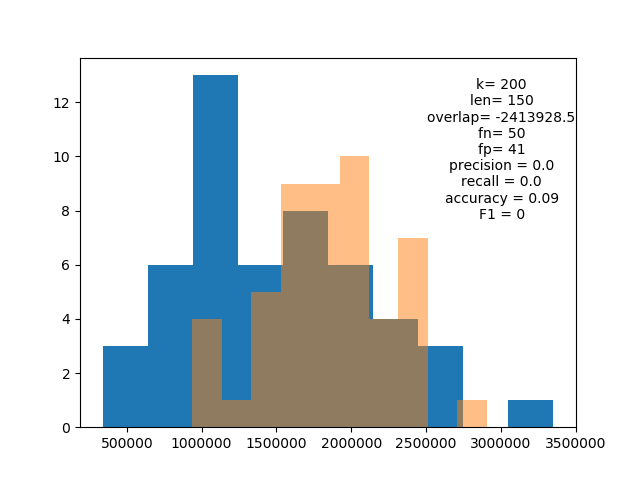 k= 200
len= 150
overlap= -2413928.5
fn= 50
fp= 41
precision = 0.0
recall = 0.0
accuracy = 0.09
F1 = 0
12
10
8
6
4
2
0
500000 1000000 1500000 2000000 2500000 3000000 3500000